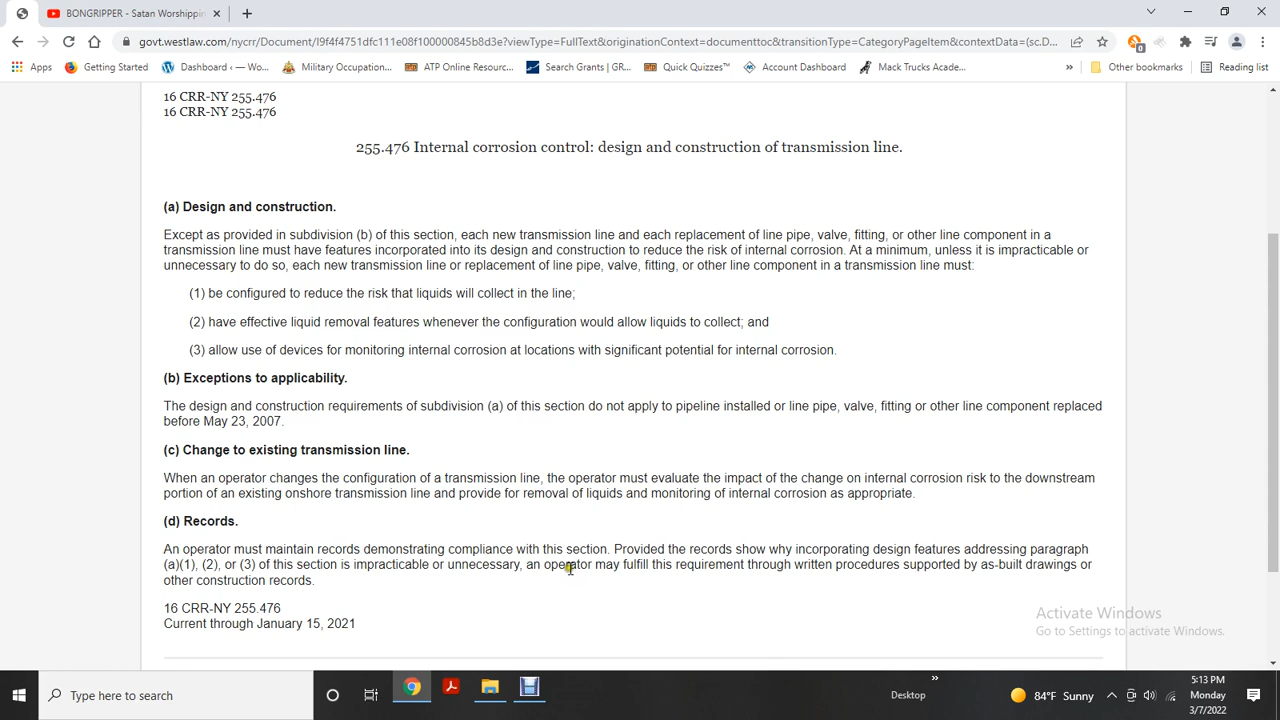 BONGRIPPER - Satan Worshippin
govt.westlaw.com/nycrr/Document/I9f4f4751dfc111e08f100000845b8d3e?viewType=FullText&originationContext=documenttoc&transitionType=CategoryPageItem&contextData=(sc.D...
0
Apps Getting Started Dashboard ‹ — Wo... Military Occupation... ATP Online Resourc... Search Grants | GR... Quick Quizzes™ Account Dashboard Mack Trucks Acade... » Other bookmarks Reading list
16 CRR-NY 255.476
16 CRR-NY 255.476
255.476 Internal corrosion control: design and construction of transmission line.
(a) Design and construction.
Except as provided in subdivision (b) of this section, each new transmission line and each replacement of line pipe, valve, fitting, or other line component in a
transmission line must have features incorporated into its design and construction to reduce the risk of internal corrosion. At a minimum, unless it is impracticable or
unnecessary to do so, each new transmission line or replacement of line pipe, valve, fitting, or other line component in a transmission line must:
(1) be configured to reduce the risk that liquids will collect in the line;
(2) have effective liquid removal features whenever the configuration would allow liquids to collect; and
(3) allow use of devices for monitoring internal corrosion at locations with significant potential for internal corrosion.
(b) Exceptions to applicability.
The design and construction requirements of subdivision (a) of this section do not apply to pipeline installed or line pipe, valve, fitting or other line component replaced
before May 23, 2007.
(c) Change to existing transmission line.
When an operator changes the configuration of a transmission line, the operator must evaluate the impact of the change on internal corrosion risk to the downstream
portion of an existing onshore transmission line and provide for removal of liquids and monitoring of internal corrosion as appropriate.
(d) Records.
An operator must maintain records demonstrating compliance with this section. Provided the records show why incorporating design features addressing paragraph
(a)(1), (2), or (3) of this section is impracticable or unnecessary, an operator may fulfill this requirement through written procedures supported by as-built drawings or
other construction records.
16 CRR-NY 255.476
Current through January 15, 2021
Activate Windows
Go to Settings to activate Windows.
Type here to search
Desktop »
84°F Sunny
5:13 PM
Monday
3/7/2022